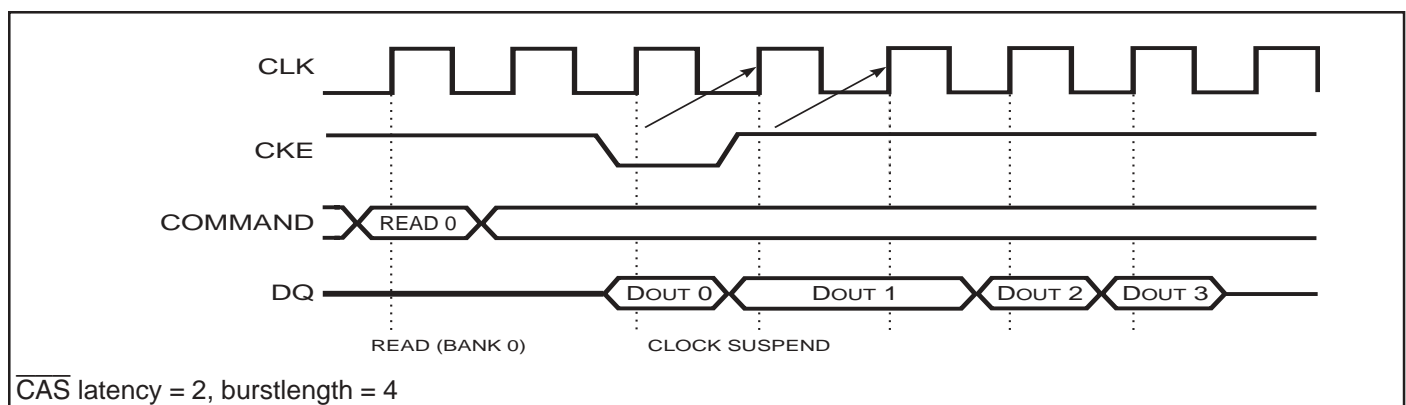 CLK
CKE
COMMAND READ 0
DQ DOUT 0 DOUT 1 DOUT 2 DOUT 3
READ (BANK 0) CLOCK SUSPEND
CAS latency = 2, burstlength = 4